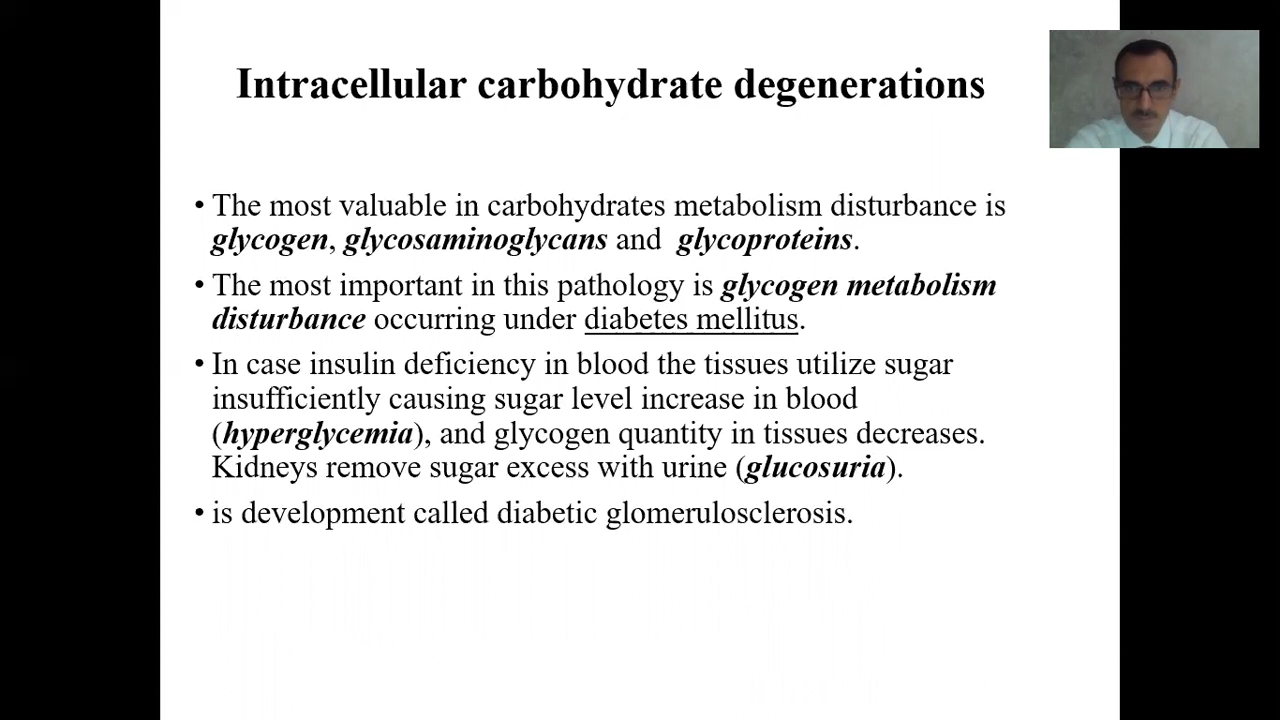 Intracellular carbohydrate degenerations
• The most valuable in carbohydrates metabolism disturbance is
glycogen, glycosaminoglycans and glycoproteins.
• The most important in this pathology is glycogen metabolism
disturbance occurring under diabetes mellitus.
• In case insulin deficiency in blood the tissues utilize sugar
insufficiently causing sugar level increase in blood
(hyperglycemia), and glycogen quantity in tissues decreases.
Kidneys remove sugar excess with urine (glucosuria).
• is development called diabetic glomerulosclerosis.